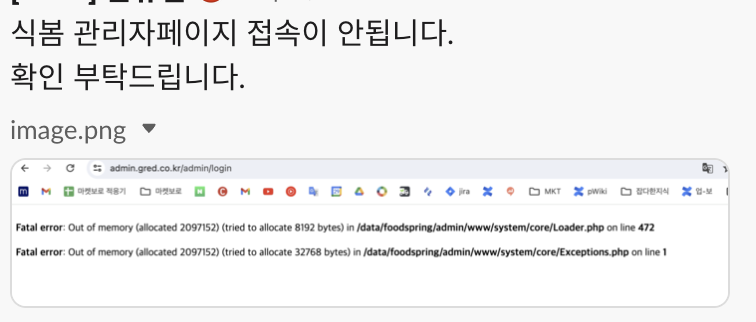 식봄 관리자페이지 접속이 안됩니다.
확인 부탁드립니다.
image.png
admin.gred.co.kr/admin/login
마켓보로 적응기 마켓보로 jira MKT pWiki 잡다한지식 업-보
Fatal error: Out of memory (allocated 2097152) (tried to allocate 8192 bytes) in /data/foodspring/admin/www/system/core/Loader.php on line 472
Fatal error: Out of memory (allocated 2097152) (tried to allocate 32768 bytes) in /data/foodspring/admin/www/system/core/Exceptions.php on line 1